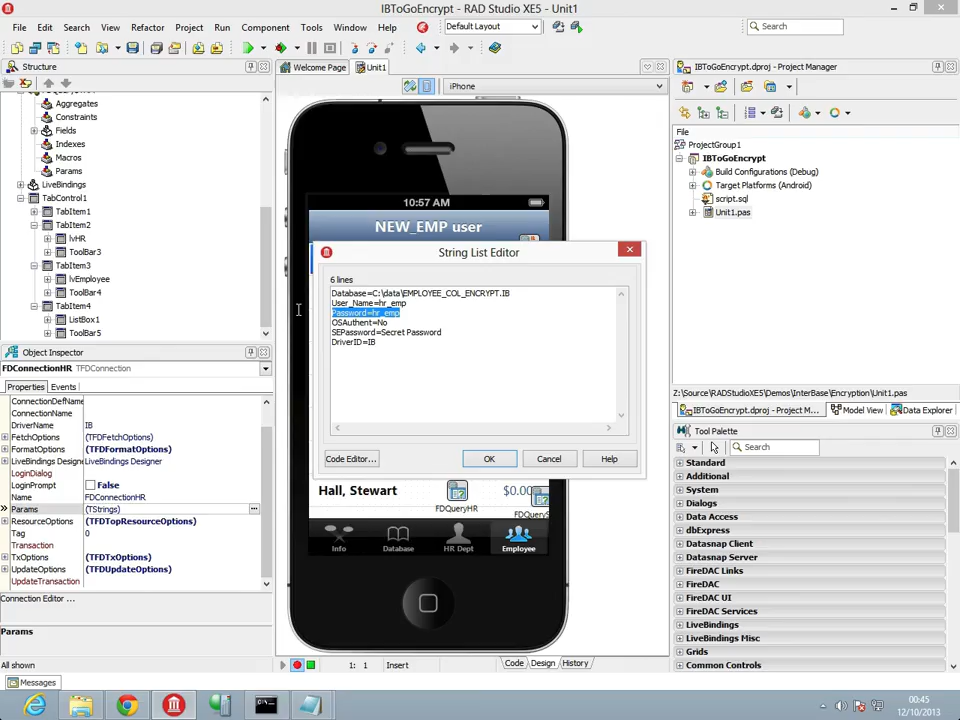 IBToGoEncrypt - RAD Studio XE5 - Unit1
File Edit Search View Refactor Project Run Component Tools Window Help
Default Layout
Search
Structure
Welcome Page
Unit1
IBToGoEncrypt.dproj - Project Manager
iPhone
Aggregates
Constraints
Fields
Indexes
Macros
Params
LiveBindings
TabControl1
TabItem1
TabItem2
lvHR
ToolBar3
TabItem3
lvEmployee
ToolBar4
TabItem4
ListBox1
ToolBar5
File
ProjectGroup1
IBToGoEncrypt
Build Configurations (Debug)
Target Platforms (Android)
script.sql
Unit1.pas
10:57 AM
NEW_EMP user
String List Editor
6 lines
Database=C:\data\EMPLOYEE_COL_ENCRYPT.IB
User_Name=hr_emp
Password=hr_emp
OSAuthent=No
SEPassword=Secret Password
DriverID=IB
Code Editor...
OK
Cancel
Help
Hall, Stewart
$0.00
FDQueryHR
Info
Database
HR Dept
Employee
Object Inspector
FDConnectionHR TFDConnection
Properties Events
ConnectionDefName
ConnectionName
DriverName IB
FetchOptions (TFDFetchOptions)
FormatOptions (TFDFormatOptions)
LiveBindings Designer LiveBindings Designer
LoginDialog
LoginPrompt False
Name FDConnectionHR
Params (TStrings)
ResourceOptions (TFDTopResourceOptions)
Tag 0
Transaction
TxOptions (TFDTxOptions)
UpdateOptions (TFDUpdateOptions)
UpdateTransaction
Connection Editor ...
Params
All shown
1: 1
Insert
Code
Design
History
Messages
Z:\Source\RADStudioXE5\Demos\InterBase\Encryption\Unit1.pas
IBToGoEncrypt.dproj - Project M...
Model View
Data Explorer
Tool Palette
Search
Standard
Additional
System
Dialogs
Data Access
dbExpress
Datasnap Client
Datasnap Server
FireDAC Links
FireDAC
FireDAC UIs
FireDAC Services
LiveBindings
LiveBindings Misc
Grids
Common Controls
00:45
12/10/2013